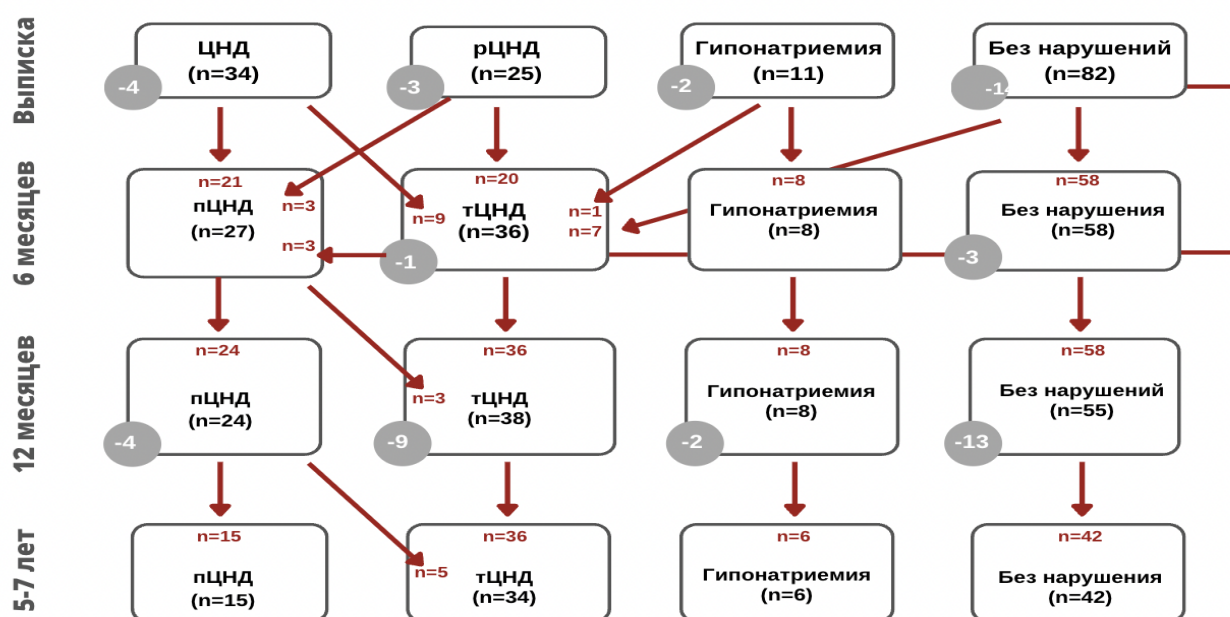 Выписка
ЦНД
(n=34)
-4
рЦНД
(n=25)
-3
Гипонатриемия
(n=11)
-2
Без нарушений
(n=82)
6 месяцев
n=21
пЦНД
(n=27)
n=3
n=3
n=20
n=9
тЦНД
(n=36)
n=1
n=7
-1
n=8
Гипонатриемия
(n=8)
n=58
Без нарушений
(n=58)
-3
12 месяцев
n=24
пЦНД
(n=24)
-4
n=36
n=3
тЦНД
(n=38)
-9
n=8
Гипонатриемия
(n=8)
-2
n=58
Без нарушений
(n=55)
-13
5-7 лет
n=15
пЦНД
(n=15)
n=36
n=5
тЦНД
(n=34)
n=6
Гипонатриемия
(n=6)
n=42
Без нарушения
(n=42)